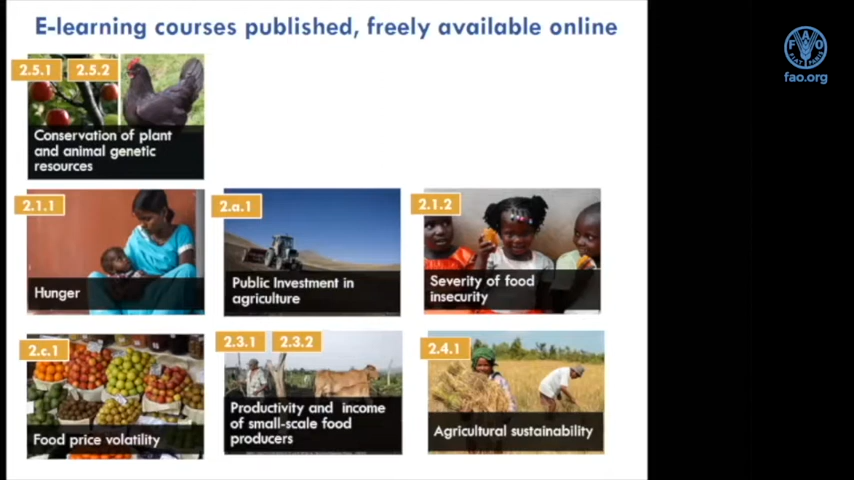 E-learning courses published, freely available online
FAO
FIAT PANIS
fao.org
2.5.1
2.5.2
Conservation of plant
and animal genetic
resources
2.1.1
Hunger
2.a.1
Public Investment in
agriculture
2.1.2
Severity of food
insecurity
2.c.1
Food price volatility
2.3.1
2.3.2
Productivity and income
of small-scale food
producers
2.4.1
Agricultural sustainability